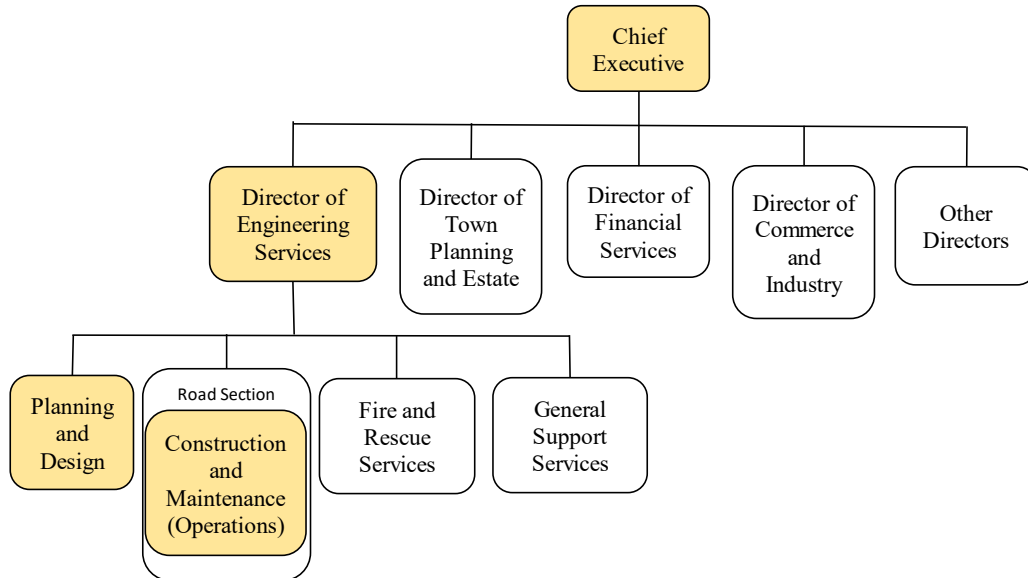 Chief
Executive
Director of
Engineering
Services
Director of
Town
Planning
and Estate
Director of
Financial
Services
Director of
Commerce
and
Industry
Other
Directors
Planning
and
Design
Road Section
Construction
and
Maintenance
(Operations)
Fire and
Rescue
Services
General
Support
Services